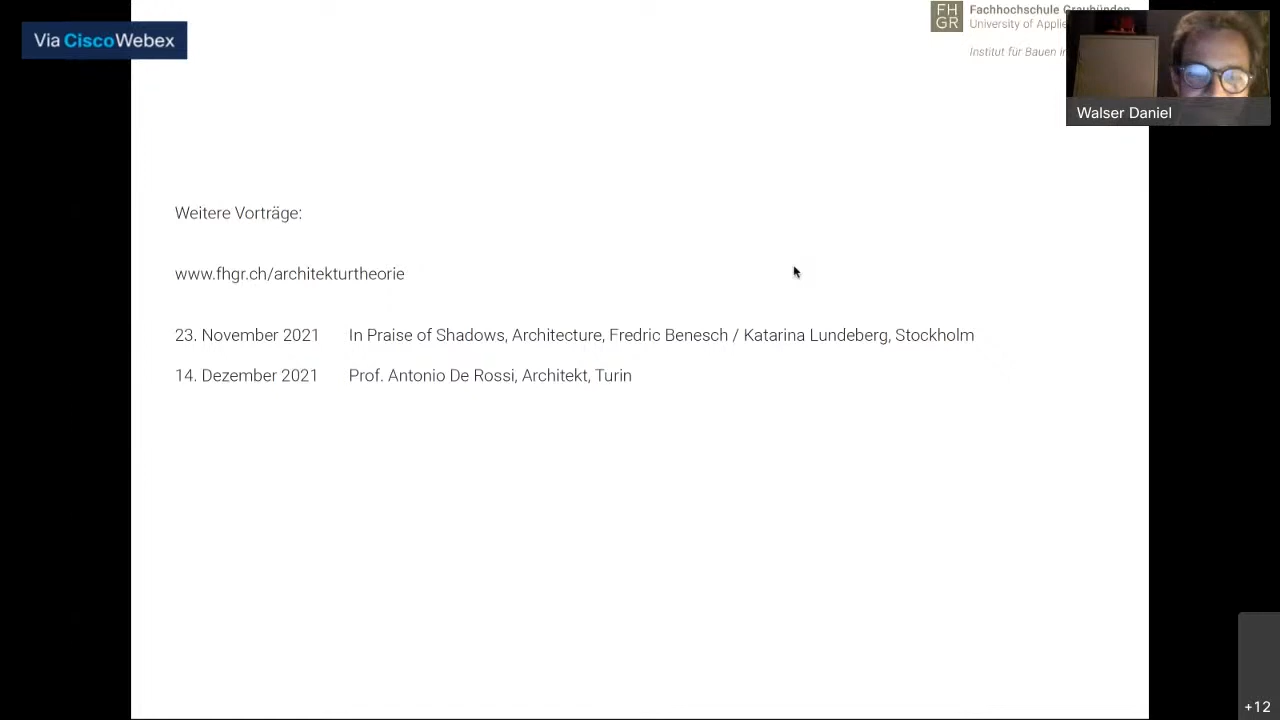 Via Cisco Webex
FH
GR
Fachhochschule Graubünden
University of Applie
Institut für Bauen i
Walser Daniel
Weitere Vorträge:
www.fhgr.ch/architekturtheorie
23. November 2021 In Praise of Shadows, Architecture, Fredric Benesch / Katarina Lundeberg, Stockholm
14. Dezember 2021 Prof. Antonio De Rossi, Architekt, Turin
+12